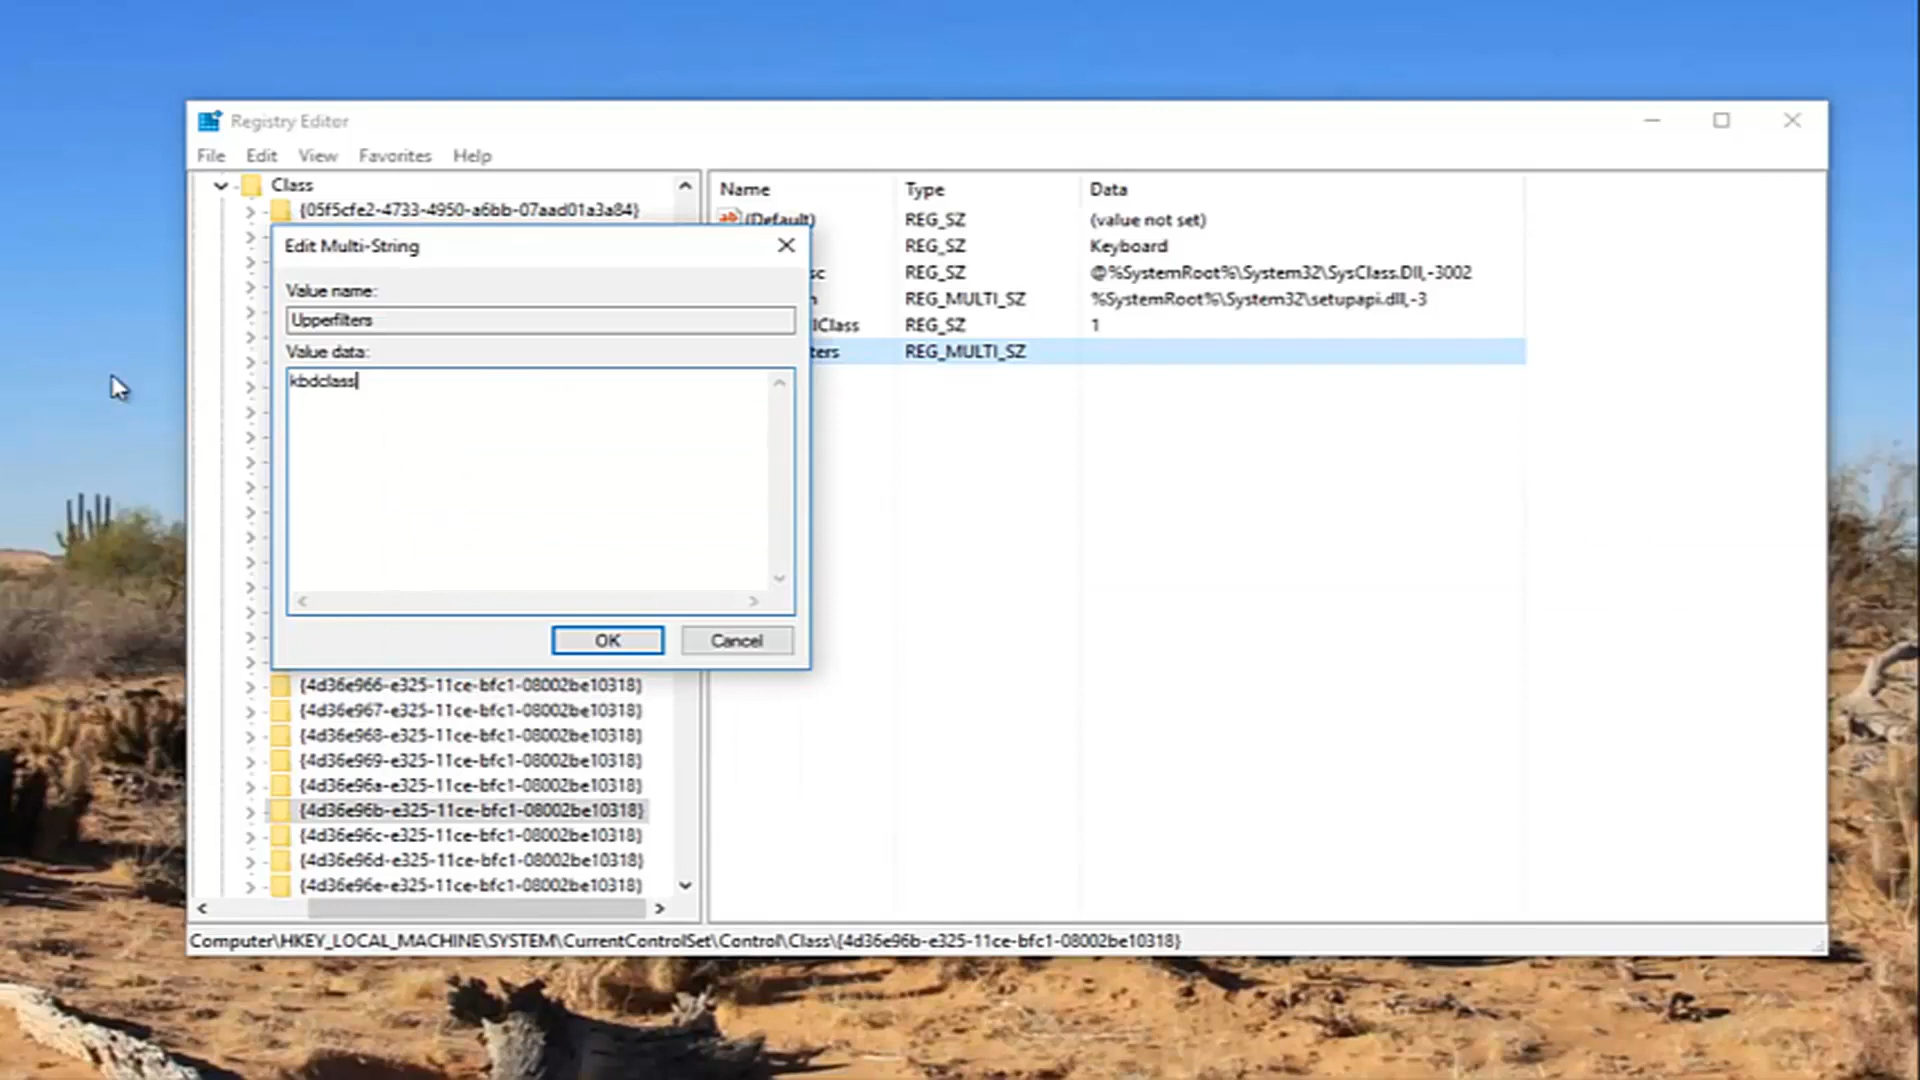 Registry Editor
File Edit View Favorites Help
Class
{05f5cfe2-4733-4950-a6bb-07aad01a3a84}
Name Type Data
(Default) REG_SZ (value not set)
REG_SZ Keyboard
sc REG_SZ @%SystemRoot%\System32\SysClass.Dll,-3002
n REG_MULTI_SZ %SystemRoot%\System32\setupapi.dll,-3
lClass REG_SZ 1
ters REG_MULTI_SZ
Edit Multi-String
Value name:
Upperfilters
Value data:
kbdclass
OK Cancel
{4d36e966-e325-11ce-bfc1-08002be10318}
{4d36e967-e325-11ce-bfc1-08002be10318}
{4d36e968-e325-11ce-bfc1-08002be10318}
{4d36e969-e325-11ce-bfc1-08002be10318}
{4d36e96a-e325-11ce-bfc1-08002be10318}
{4d36e96b-e325-11ce-bfc1-08002be10318}
{4d36e96c-e325-11ce-bfc1-08002be10318}
{4d36e96d-e325-11ce-bfc1-08002be10318}
{4d36e96e-e325-11ce-bfc1-08002be10318}
Computer\HKEY_LOCAL_MACHINE\SYSTEM\CurrentControlSet\Control\Class\{4d36e96b-e325-11ce-bfc1-08002be10318}